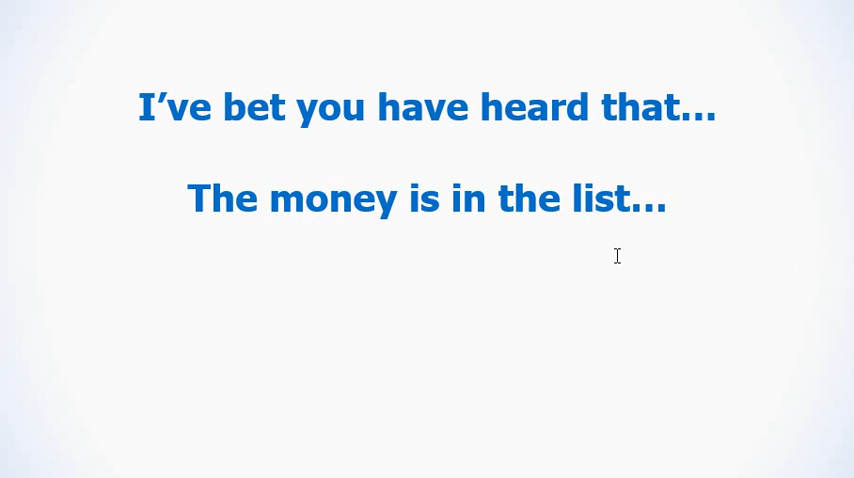 I’ve bet you have heard that...
The money is in the list...